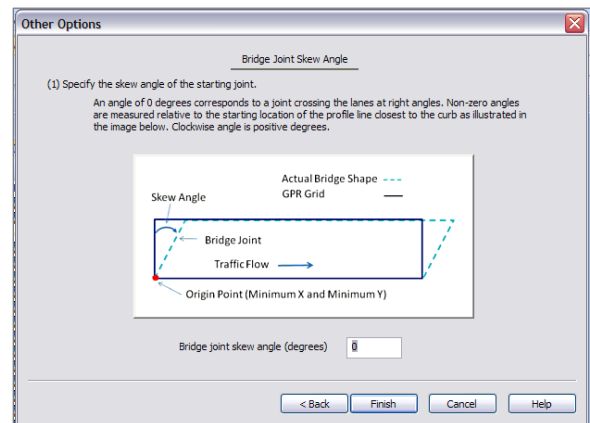 Other Options
Bridge Joint Skew Angle
(1) Specify the skew angle of the starting joint.
An angle of 0 degrees corresponds to a joint crossing the lanes at right angles. Non-zero angles
are measured relative to the starting location of the profile line closest to the curb as illustrated in
the image below. Clockwise angle is positive degrees.
Actual Bridge Shape
GPR Grid
Skew Angle
Bridge Joint
Traffic Flow
Origin Point (Minimum X and Minimum Y)
Bridge joint skew angle (degrees) 0
< Back Finish Cancel Help